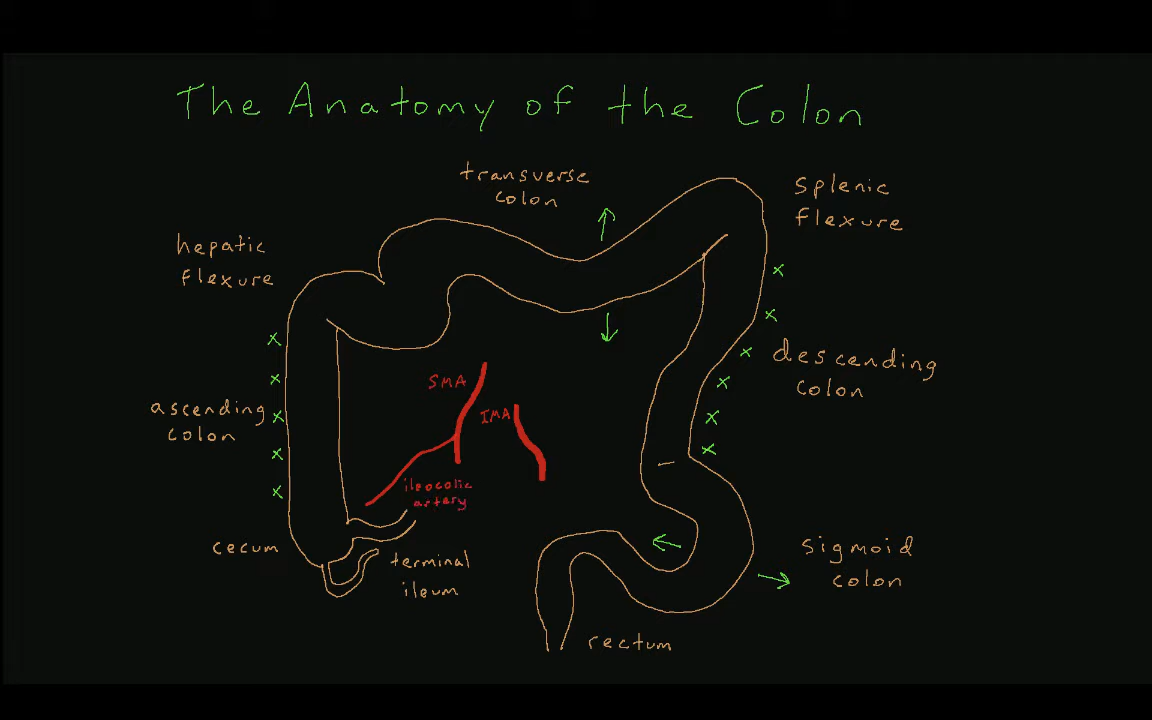 The Anatomy of the Colon
transverse
colon
splenic
flexure
hepatic
flexure
descending
colon
SMA
IMA
ascending
colon
ileocolic
artery
cecum
terminal
ileum
sigmoid
colon
rectum